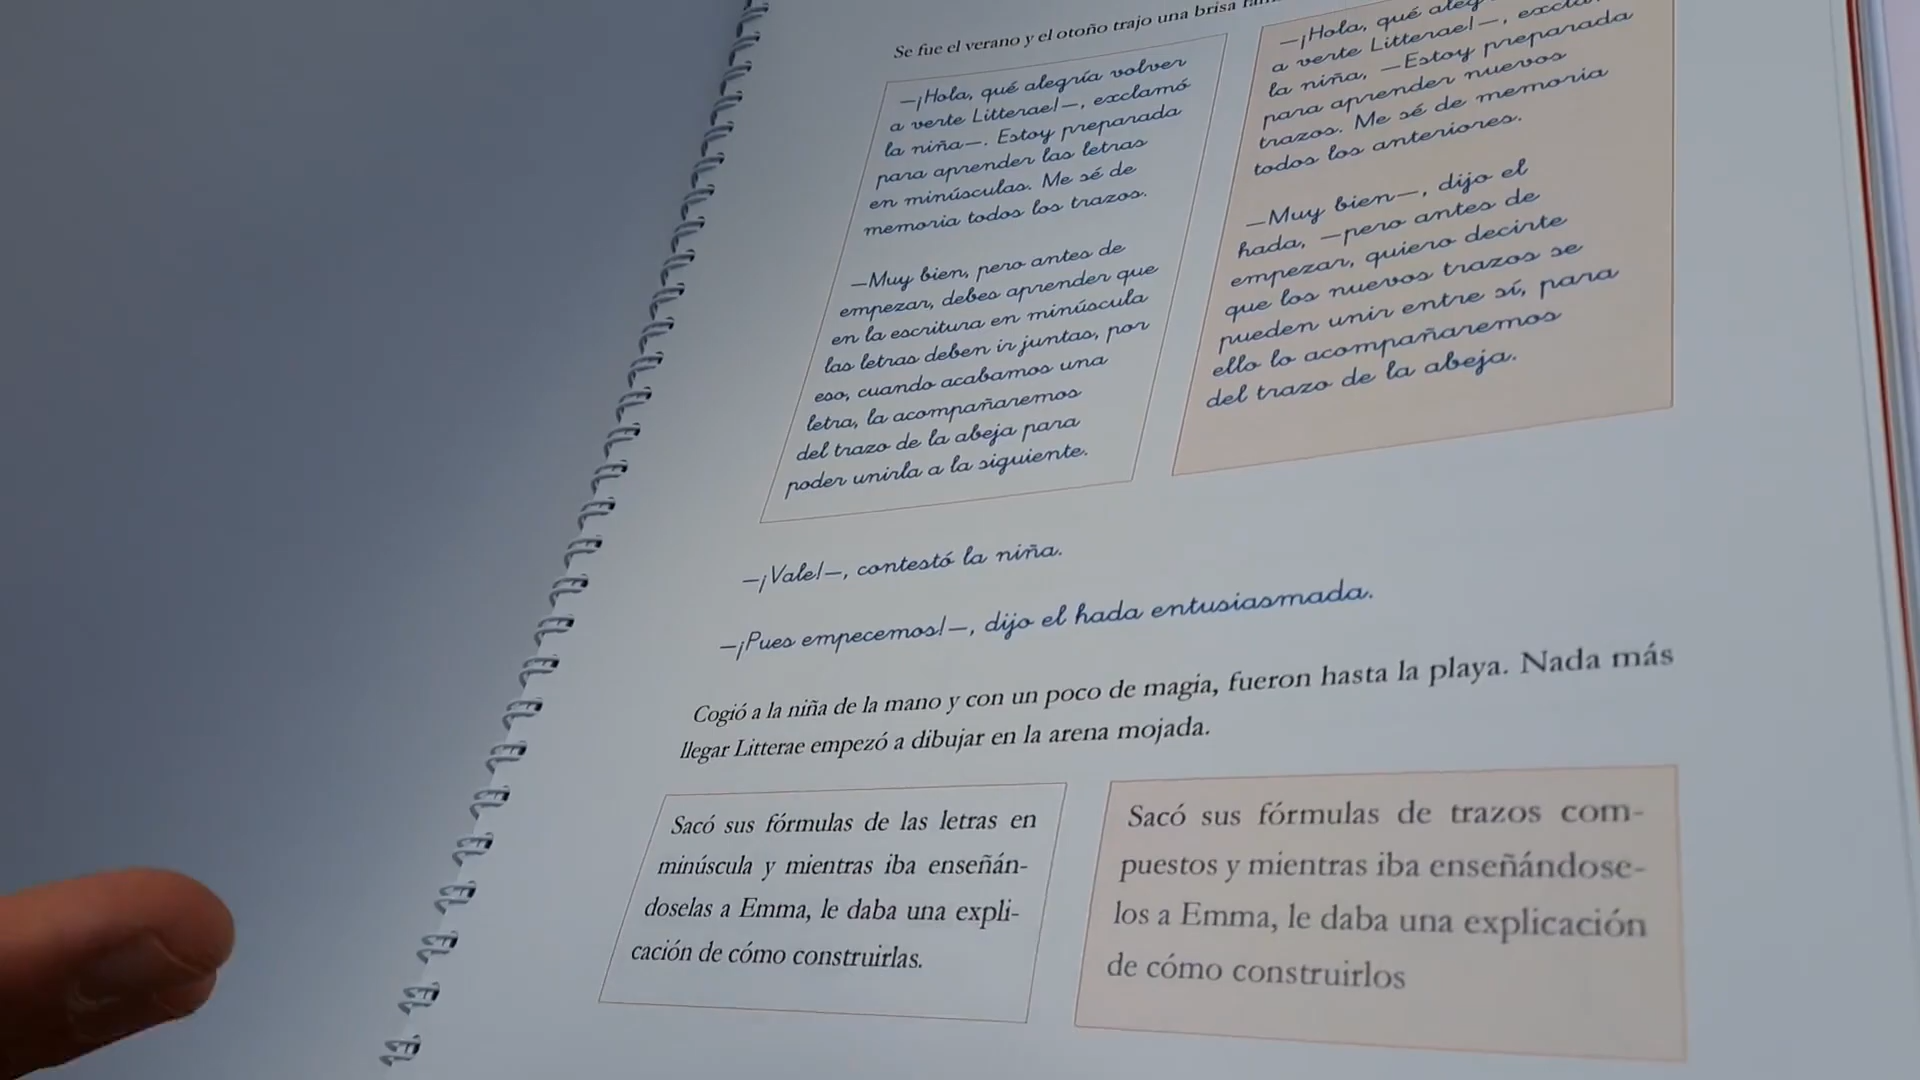 Se fue el verano y el otoño trajo una brisa
—¡Hola, qué alegría volver
a verte Litterae!—, exclamó
la niña—. Estoy preparada
para aprender las letras
en minúsculas. Me sé de
memoria todos los trazos.
—Muy bien, pero antes de
empezar, debes aprender que
en la escritura en minúscula
las letras deben ir juntas, por
eso, cuando acabamos una
letra, la acompañaremos
del trazo de la abeja para
poder unirla a la siguiente.
—¡Hola, qué
a verte Litterae!—,
la niña, —Estoy preparada
para aprender nuevos
trazos. Me sé de memoria
todos los anteriores.
—Muy bien—, dijo el
hada, —pero antes de
empezar, quiero decirte
que los nuevos trazos se
pueden unir entre sí, para
ello lo acompañaremos
del trazo de la abeja.
—¡Vale!—, contestó la niña.
—¡Pues empecemos!—, dijo el hada entusiasmada.
Cogió a la niña de la mano y con un poco de magia, fueron hasta la playa. Nada más
llegar Litterae empezó a dibujar en la arena mojada.
Sacó sus fórmulas de las letras en
minúscula y mientras iba enseñán-
doselas a Emma, le daba una expli-
cación de cómo construirlas.
Sacó sus fórmulas de trazos com-
puestos y mientras iba enseñándose-
los a Emma, le daba una explicación
de cómo construirlos